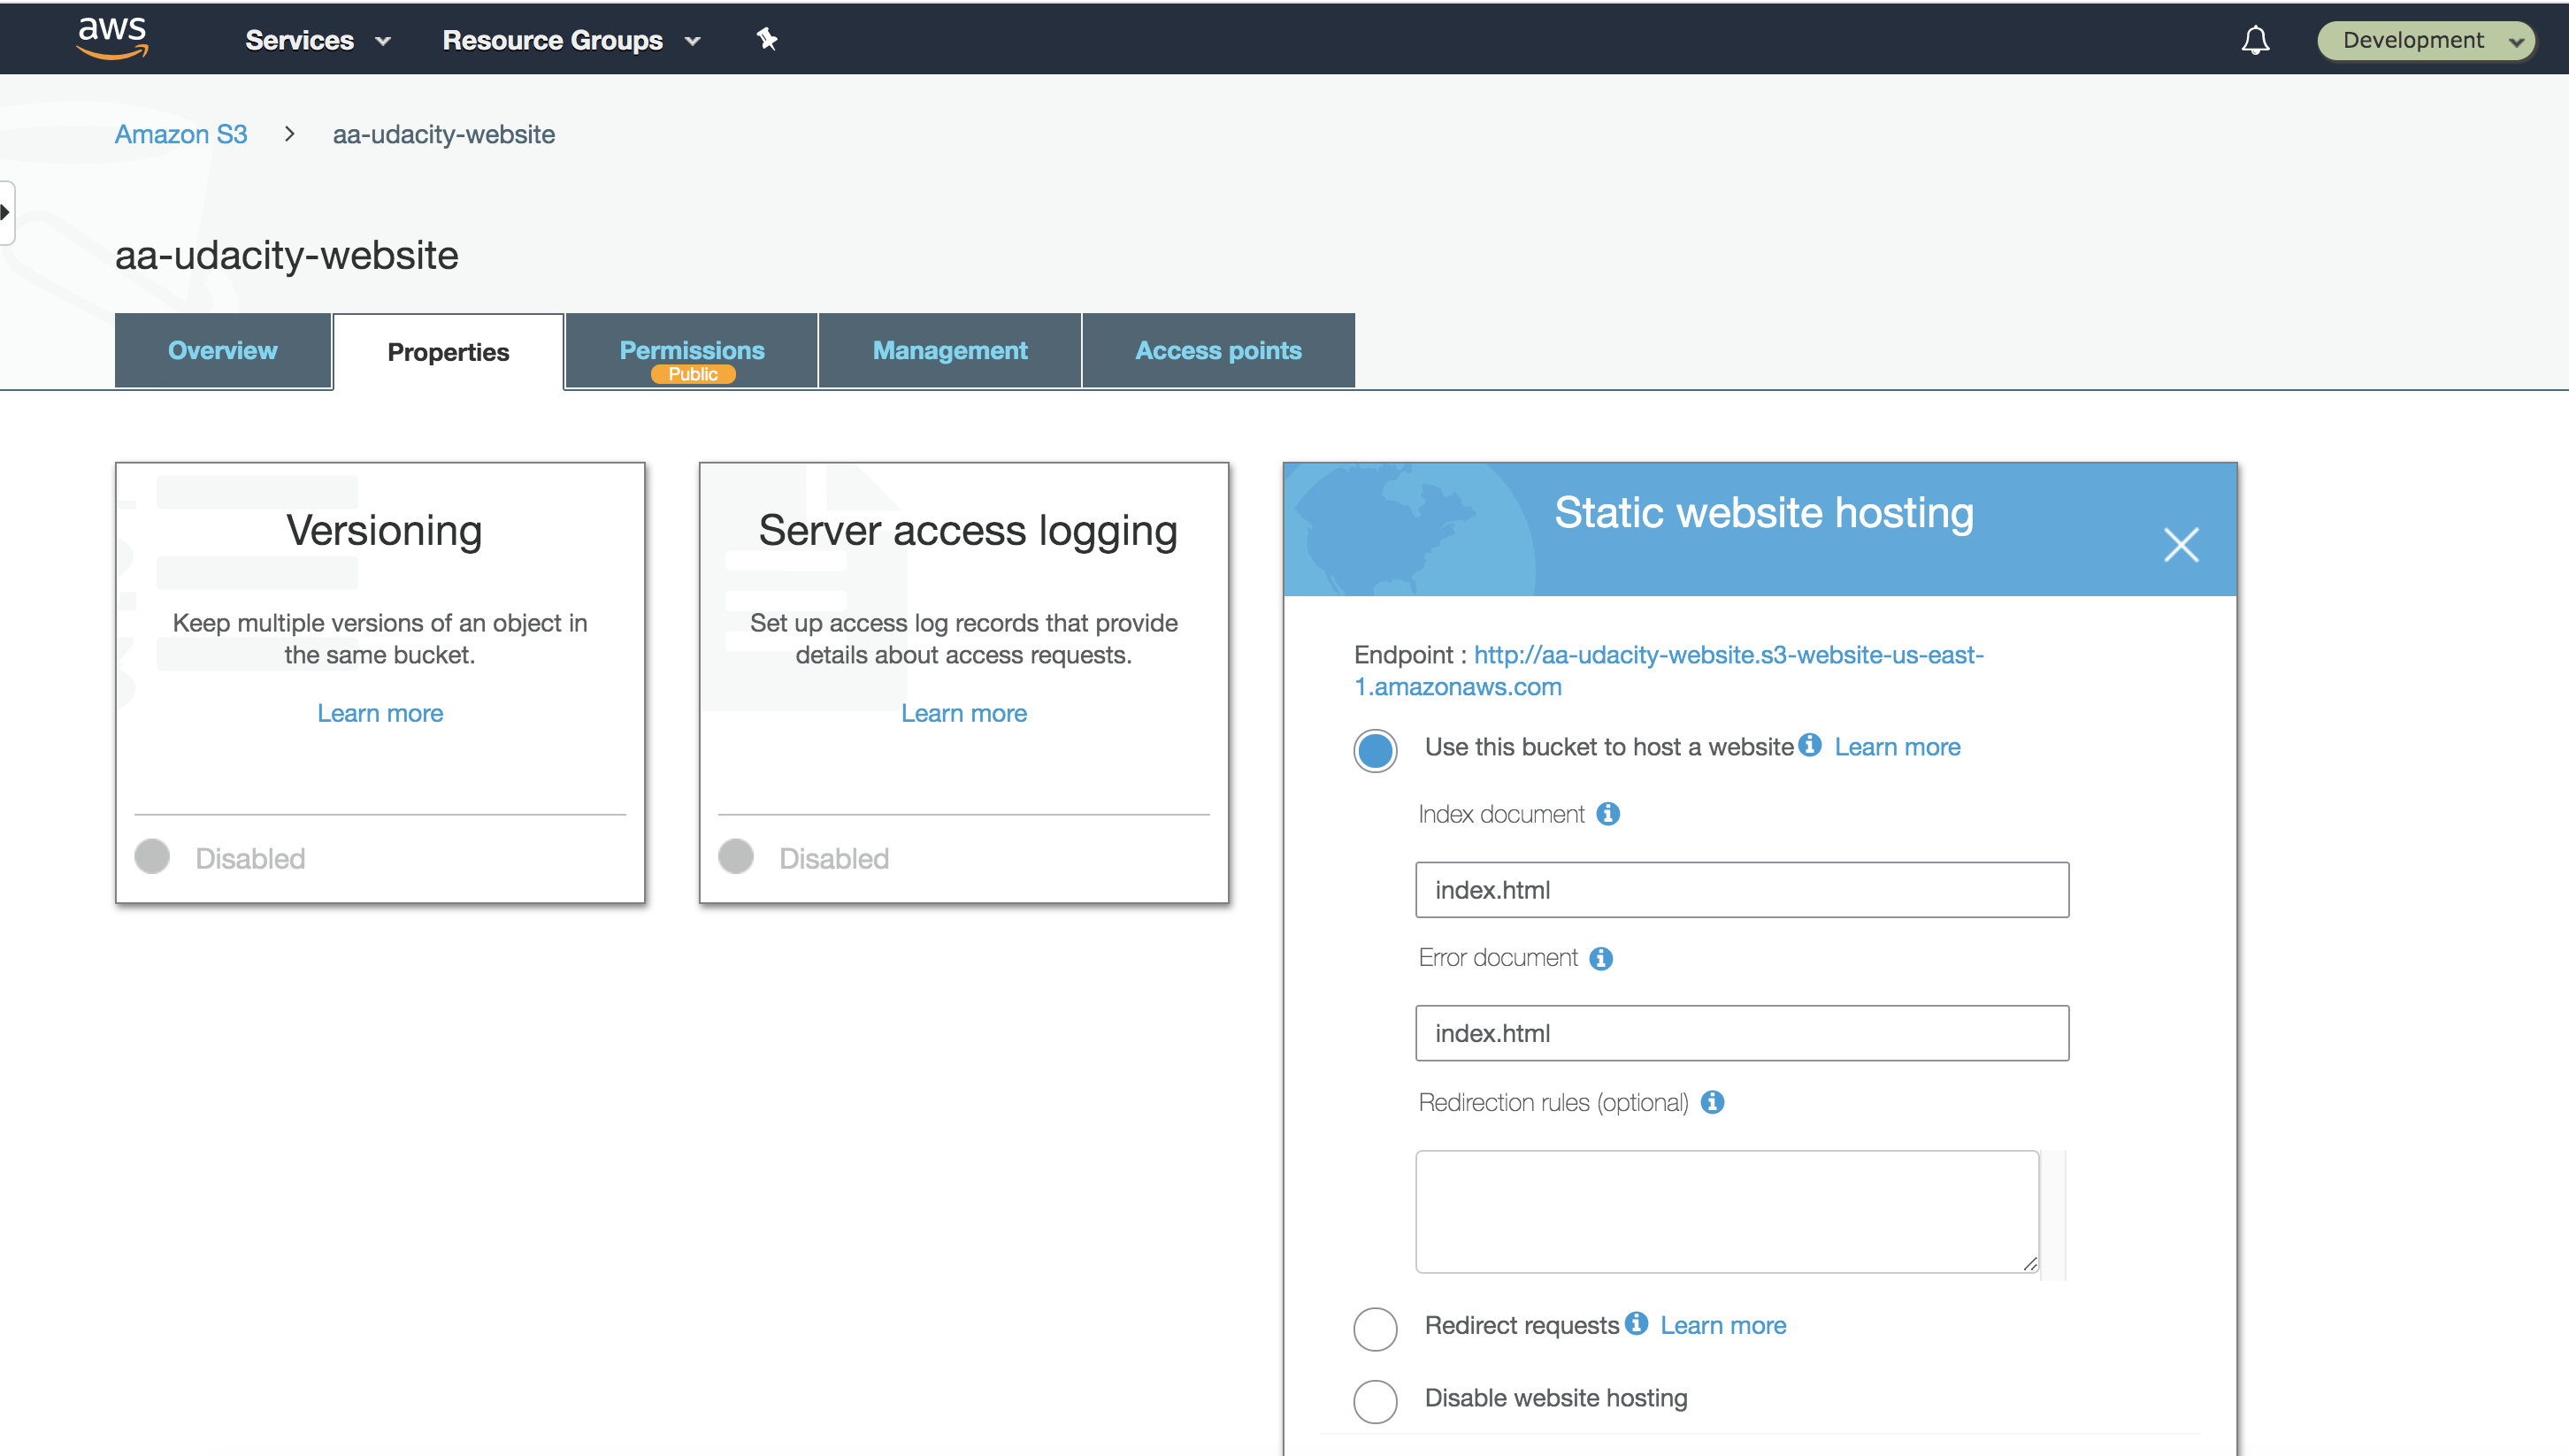 aws
Services
Resource Groups
Development
Amazon S3 > aa-udacity-website
aa-udacity-website
Overview
Properties
Permissions
Public
Management
Access points
Versioning
Keep multiple versions of an object in
the same bucket.
Learn more
Disabled
Server access logging
Set up access log records that provide
details about access requests.
Learn more
Disabled
Static website hosting
Endpoint : http://aa-udacity-website.s3-website-us-east-
1.amazonaws.com
Use this bucket to host a website Learn more
Index document
index.html
Error document
index.html
Redirection rules (optional)
Redirect requests Learn more
Disable website hosting